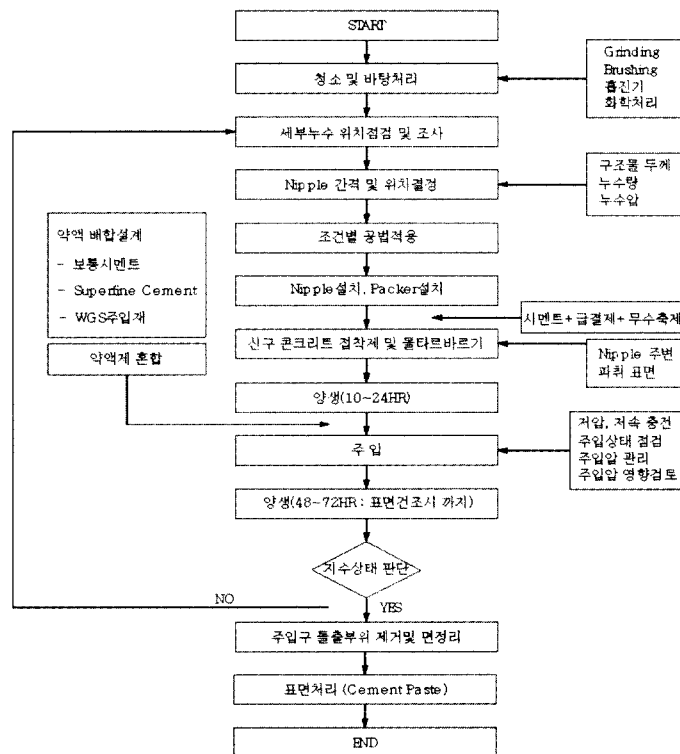 START
청소 및 바탕처리
Grinding
Brushing
흡진기
화학처리
세부누수 위치점검 및 조사
Nipple 간격 및 위치결정
구조물 두께
누수량
누수압
약액 배합설계
- 보통시멘트
- Superfine Cement
- WGS주입재
약액제 혼합
조건별 공법적용
Nipple설치, Packer설치
시멘트+급결제+무수축제
신구 콘크리트 접착제 및 몰타르바르기
Nipple 주변
파취 표면
양생(10~24HR)
주 입
저압, 저속 충전
주입상태 점검
주입압 관리
주입압 영향검토
양생(48~72HR : 표면건조시 까지)
지수상태 판단
NO
YES
주입구 돌출부위 제거및 면정리
표면처리 (Cement Paste)
END